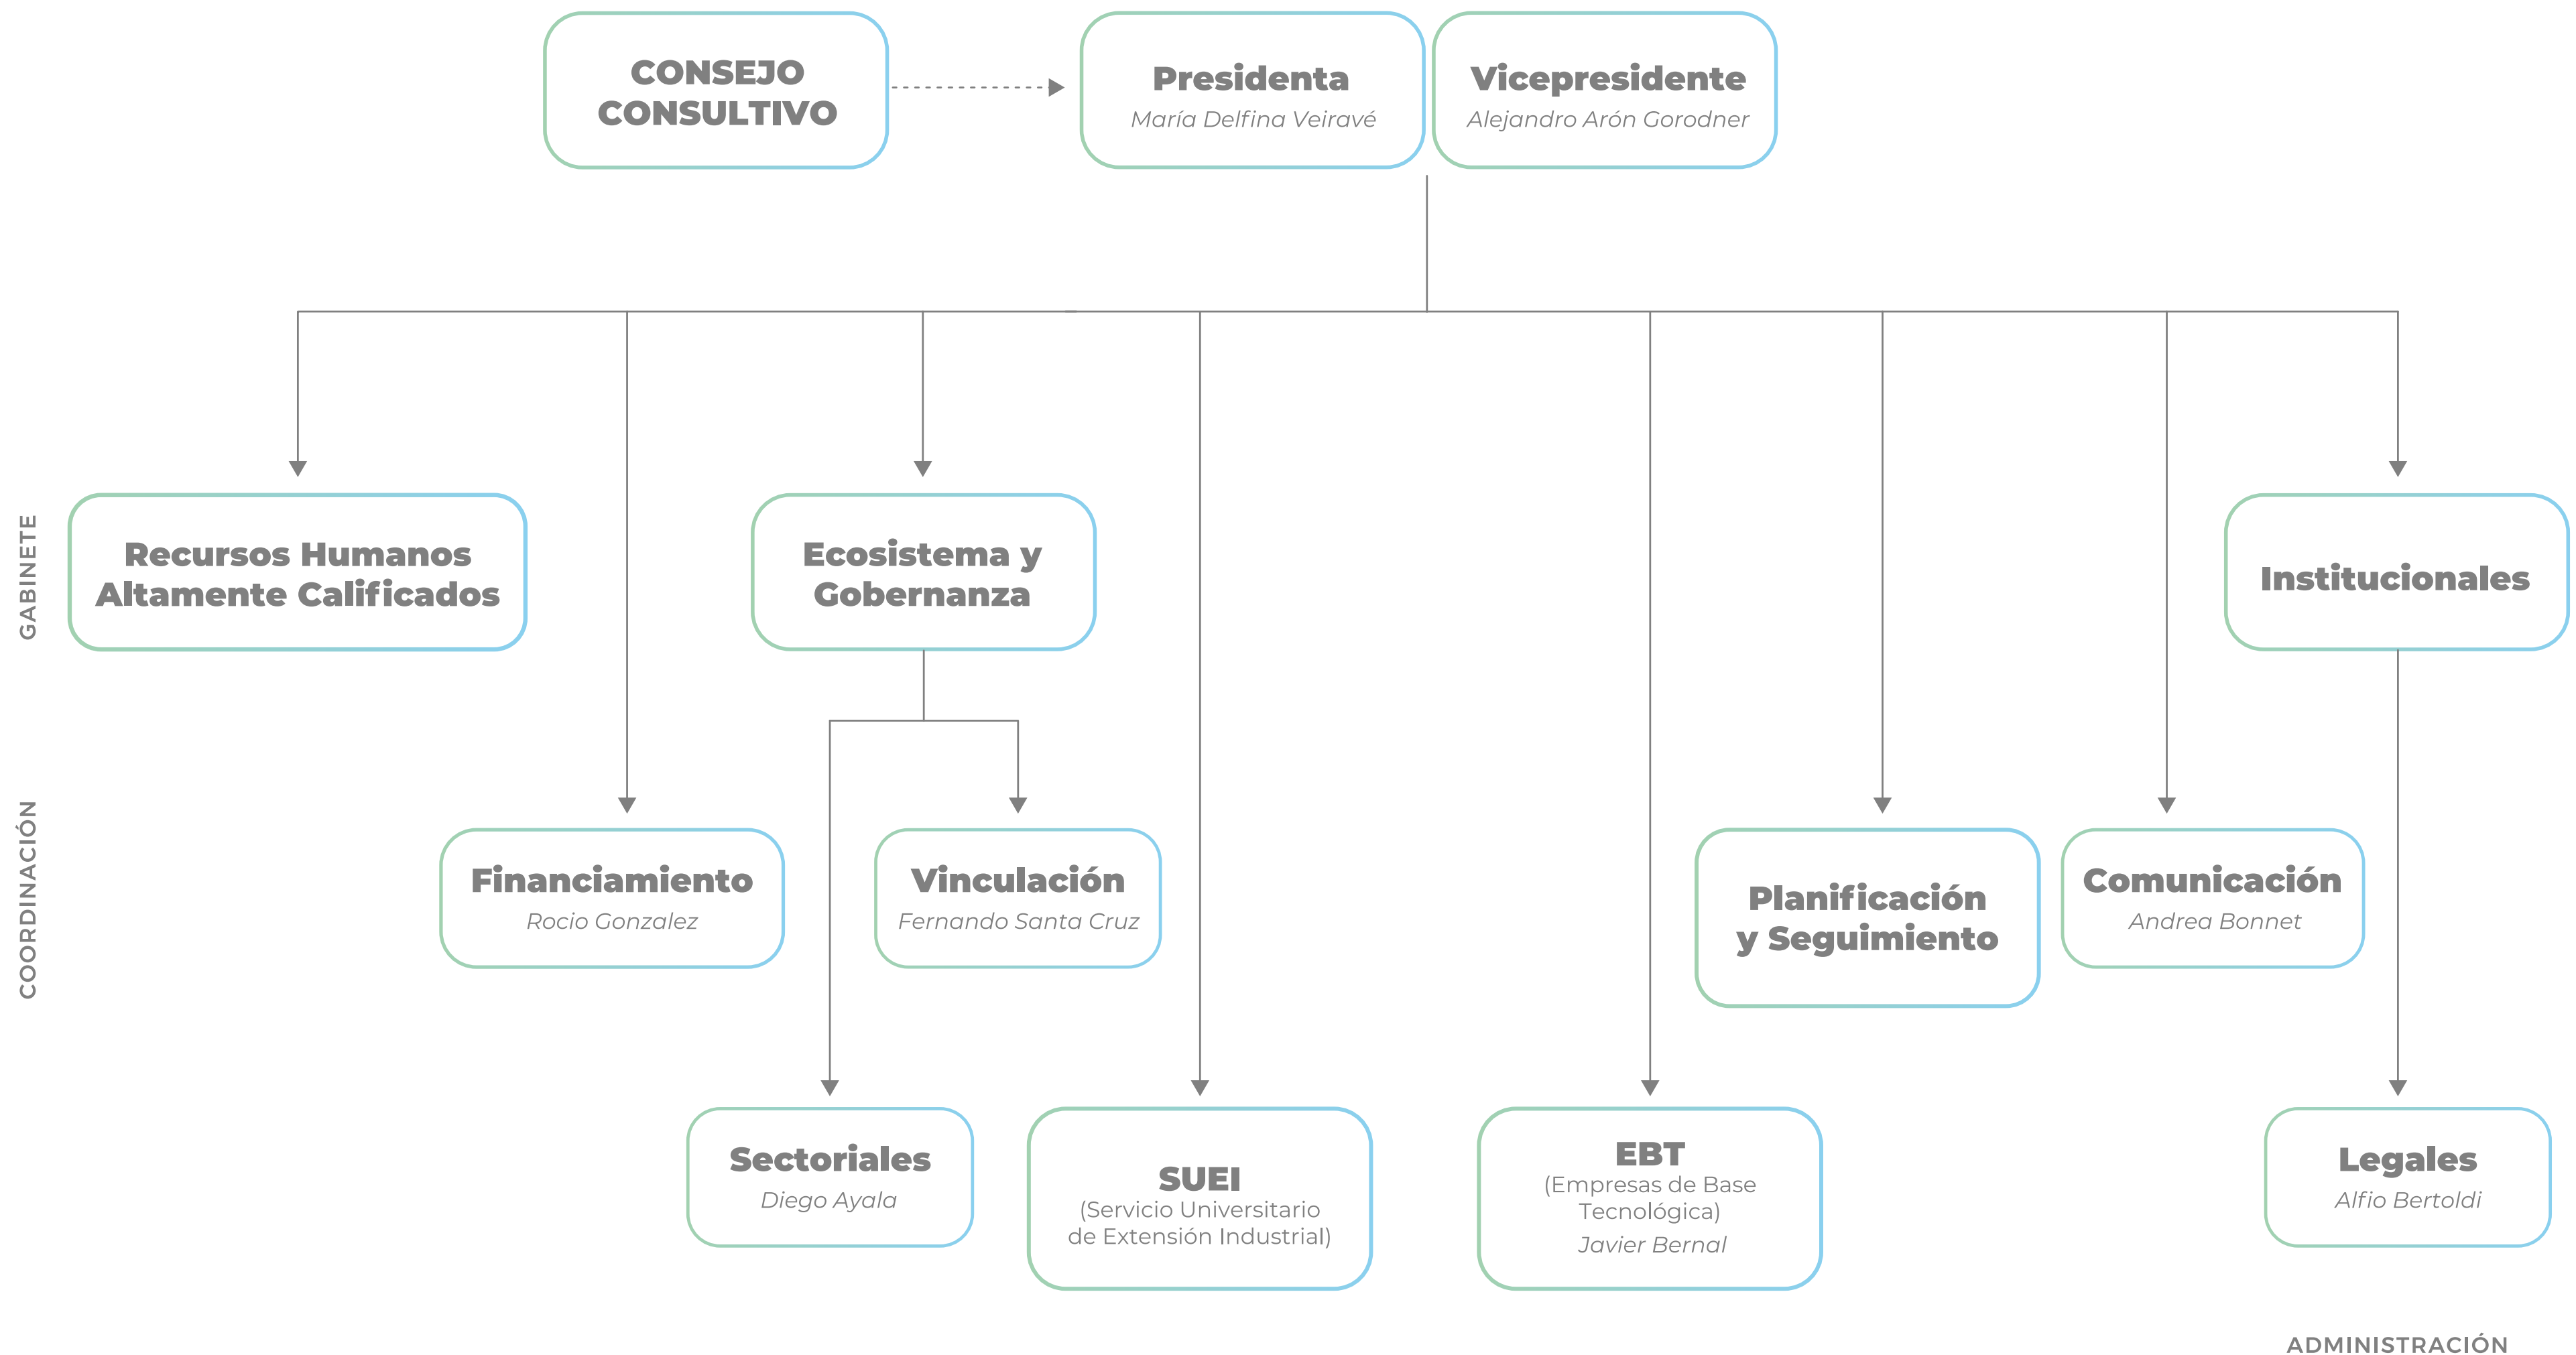 CONSEJO
CONSULTIVO
Presidenta
María Delfina Veiravé
Vicepresidente
Alejandro Arón Gorodner
GABINETE
Recursos Humanos
Altamente Calificados
Ecosistema y
Gobernanza
Institucionales
COORDINACIÓN
Financiamiento
Rocio Gonzalez
Vinculación
Fernando Santa Cruz
Planificación
y Seguimiento
Comunicación
Andrea Bonnet
Sectoriales
Diego Ayala
SUEI
(Servicio Universitario
de Extensión Industrial)
EBT
(Empresas de Base
Tecnológica)
Javier Bernal
Legales
Alfio Bertoldi
ADMINISTRACIÓN